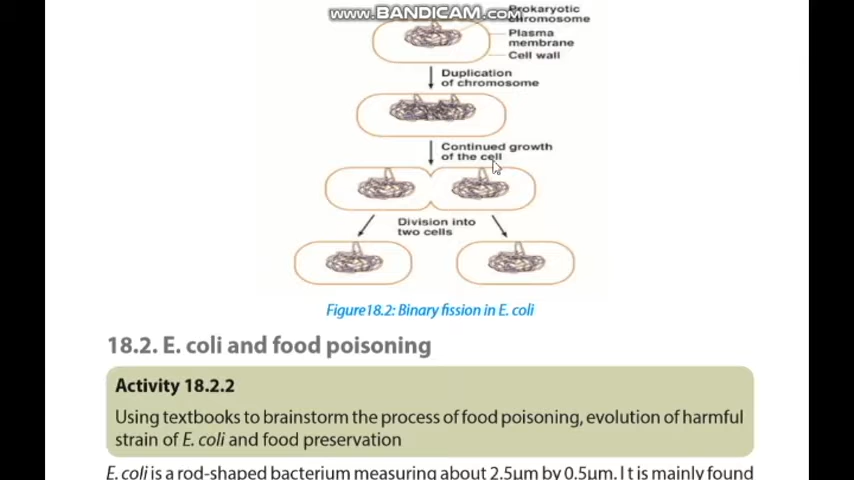 www.BANDICAM.com
Prokaryotic
chromosome
Plasma
membrane
Cell wall
Duplication
of chromosome
Continued growth
of the cell
Division into
two cells
Figure18.2: Binary fission in E. coli
18.2. E. coli and food poisoning
Activity 18.2.2
Using textbooks to brainstorm the process of food poisoning, evolution of harmful
strain of E. coli and food preservation
E. coli is a rod-shaped bacterium measuring about 2.5µm by 0.5µm. I t is mainly found